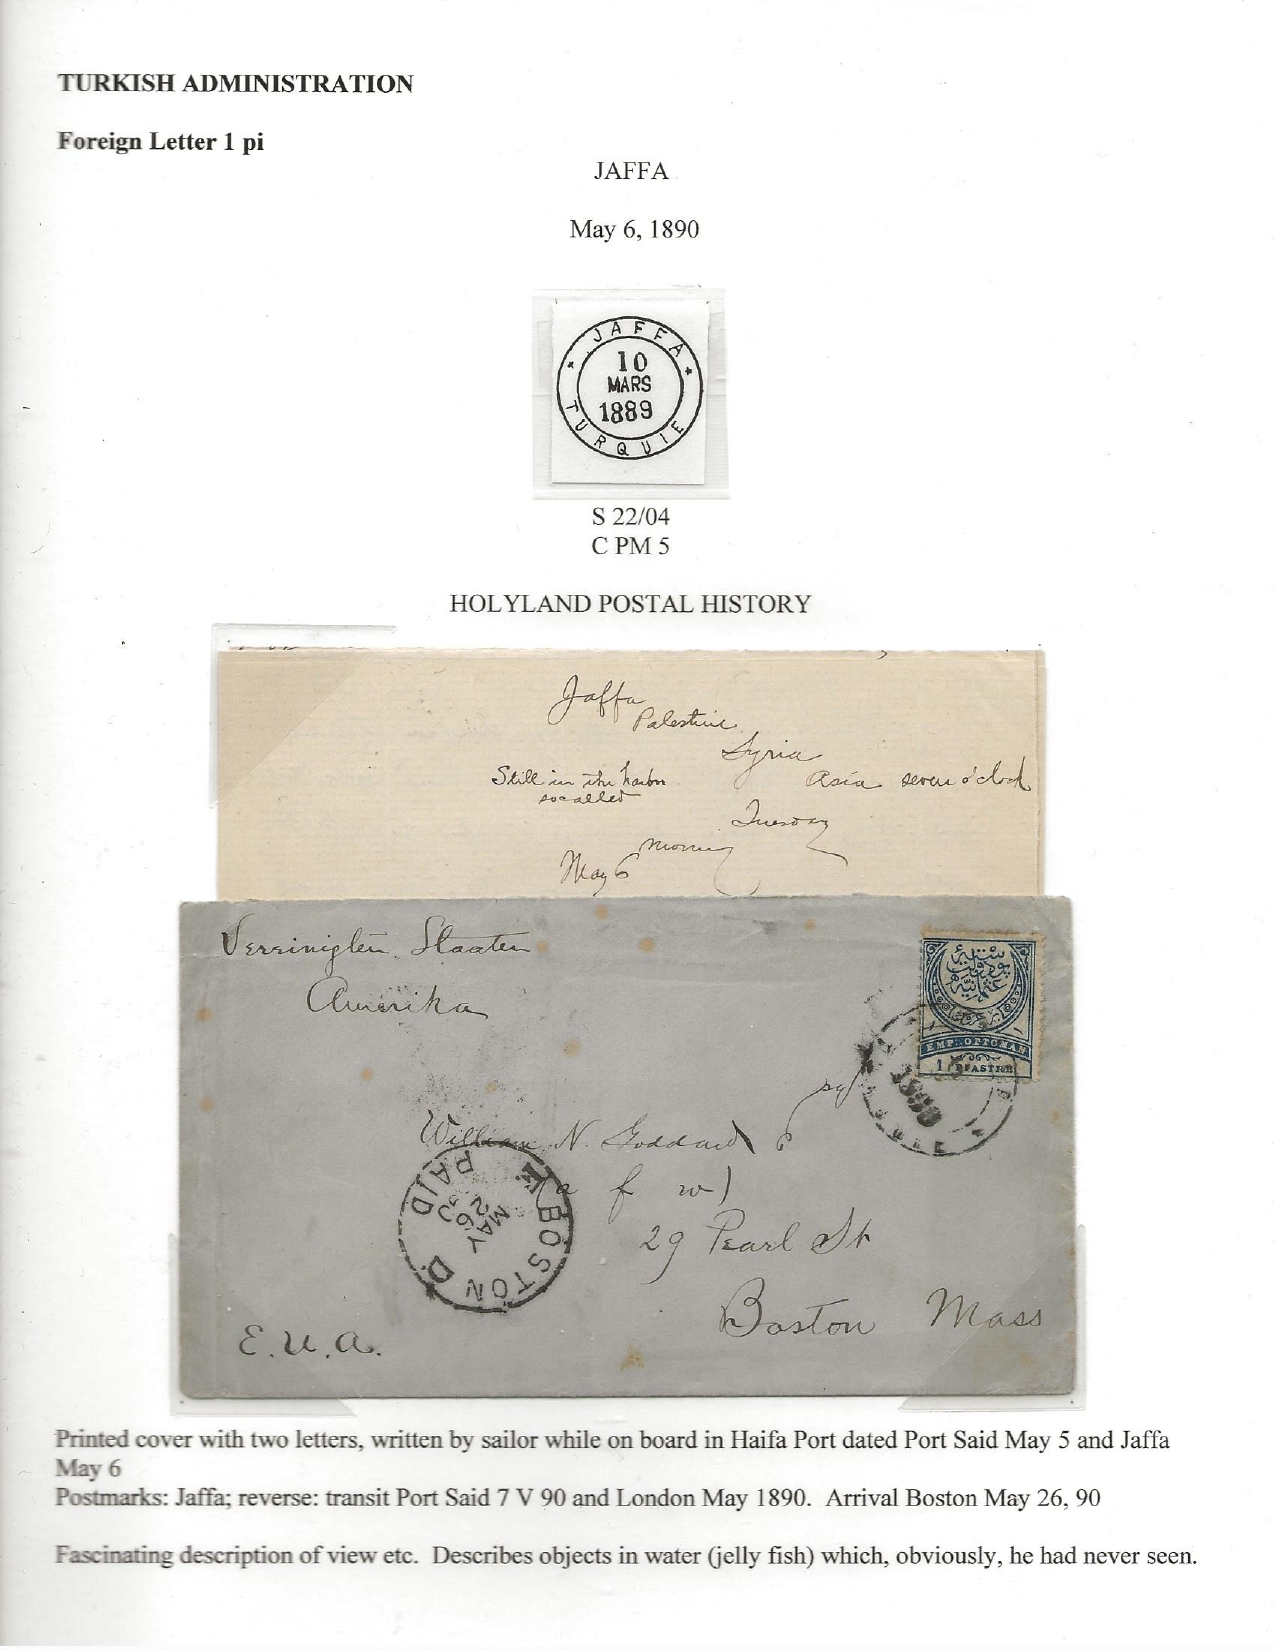 TURKISH ADMINISTRATION
Foreign Letter 1 pi
JAFFA
May 6, 1890
JAFFA
10
MARS
1889
TURQUIE
S 22/04
C PM 5
HOLYLAND POSTAL HISTORY
Jaffa
Palestine
Syria
Still in the harbor
socalled
Asia seven o'clock
Tuesday
morning
May 6
Verrinigten Staaten
Amerika
EMP: OTTOMAN
1 PIASTRE
1890
William N. Goddard
f w)
29 Pearl St
Boston Mass
BOSTON
PAID
MAY
26
E.U.A.
Printed cover with two letters, written by sailor while on board in Haifa Port dated Port Said May 5 and Jaffa
May 6
Postmarks: Jaffa; reverse: transit Port Said 7 V 90 and London May 1890. Arrival Boston May 26, 90
Fascinating description of view etc. Describes objects in water (jelly fish) which, obviously, he had never seen.